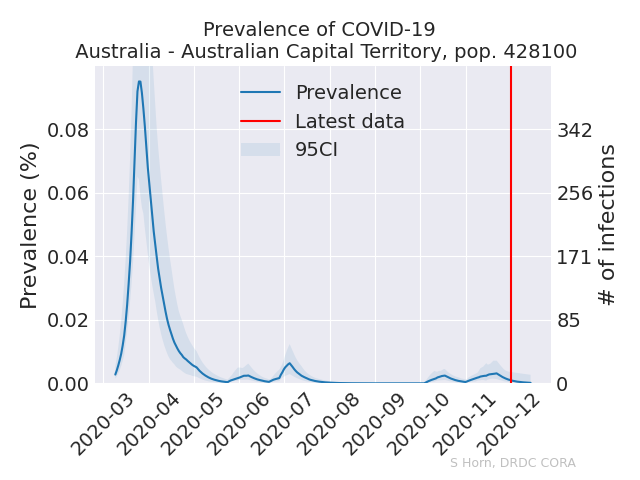 Prevalence of COVID-19
Australia - Australian Capital Territory, pop. 428100
Prevalence
Latest data
95CI
Prevalence (%)
0.08
0.06
0.04
0.02
0.00
342
256
171
85
0
# of infections
2020-03
2020-04
2020-05
2020-06
2020-07
2020-08
2020-09
2020-10
2020-11
2020-12
S Horn, DRDC CORA